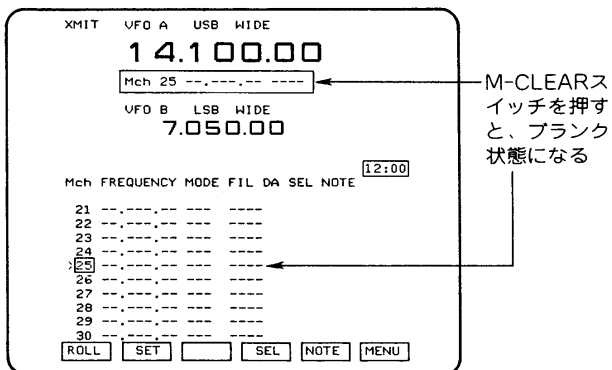 XMIT VFO A USB WIDE
14.100.00
Mch 25 --.---.-- ----
VFO B LSB WIDE
7.050.00
M-CLEARス
イッチを押す
と、ブランク
状態になる
12:00
Mch FREQUENCY MODE FIL DA SEL NOTE
21 --.---.-- --- ----
22 --.---.-- --- ----
23 --.---.-- --- ----
24 --.---.-- --- ----
›25 --.---.-- --- ----
26 --.---.-- --- ----
27 --.---.-- --- ----
28 --.---.-- --- ----
29 --.---.-- --- ----
30 --.---.-- --- ----
ROLL SET SEL NOTE MENU